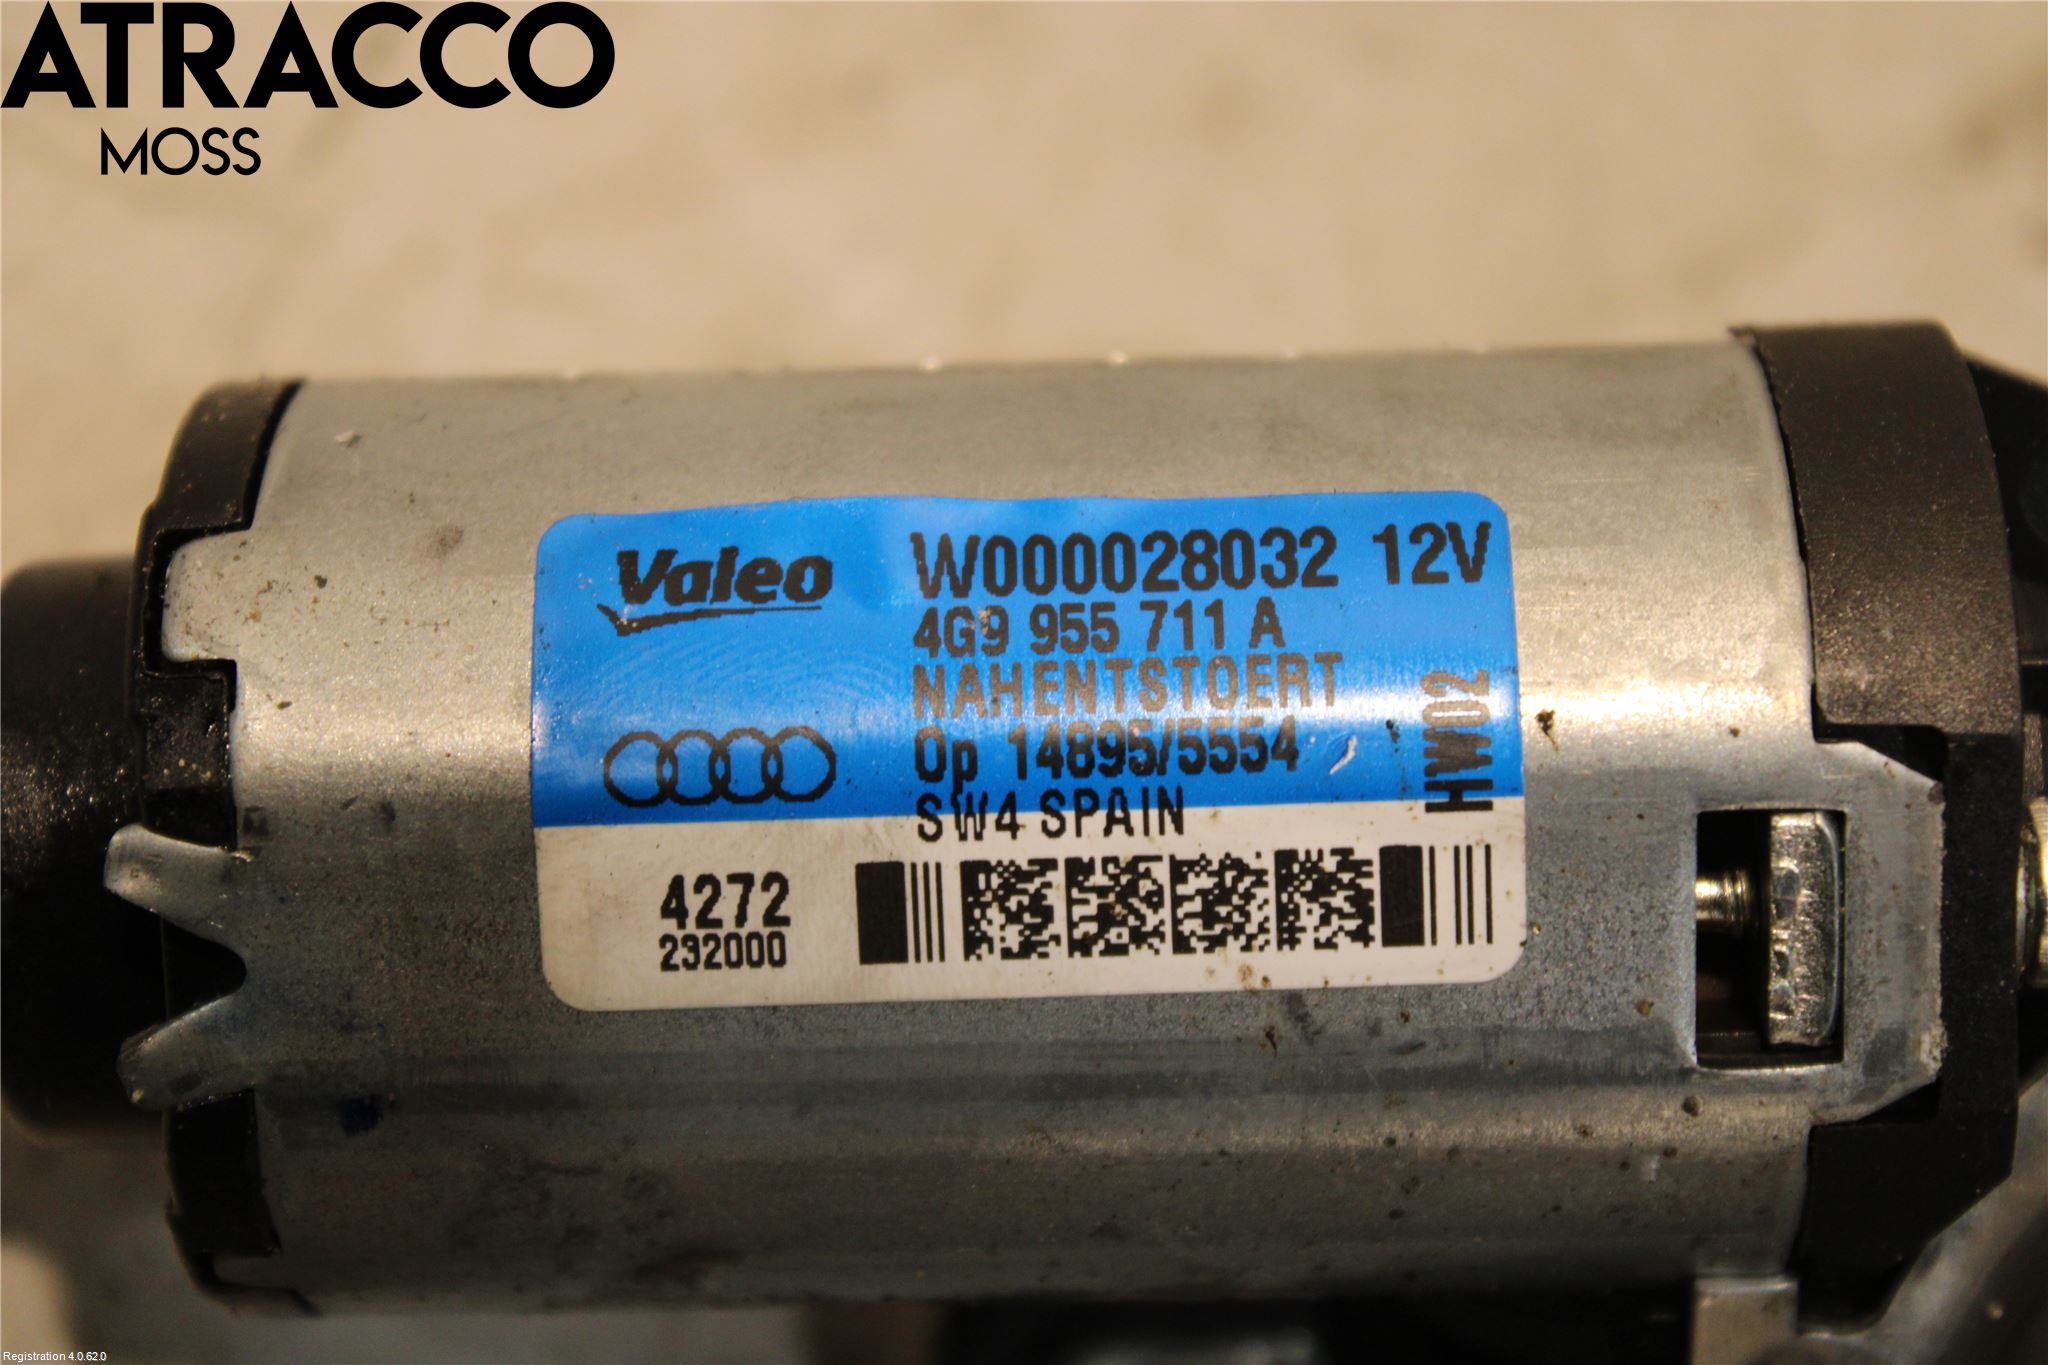 ATRACCO
MOSS
Valeo
W000028032 12V
4G9 955 711 A
NAHENTSTOERT
Op 14895/5554
SW4 SPAIN
HW02
4272
232000
Registration 4.0.62.0